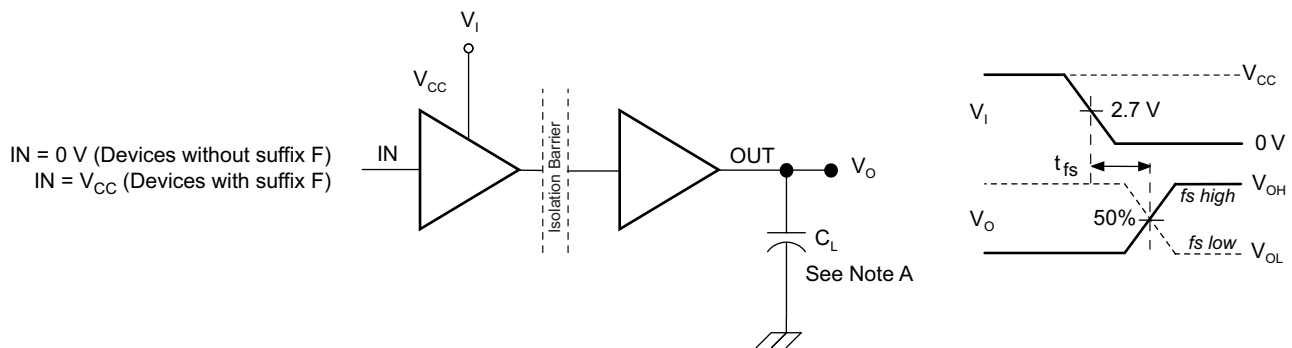 V_I
V_CC
IN = 0 V (Devices without suffix F)
IN = V_CC (Devices with suffix F)
IN
Isolation Barrier
OUT
V_O
C_L
See Note A
V_CC
V_I
2.7 V
0 V
t_fs
V_OH
fs high
V_O
50%
fs low
V_OL